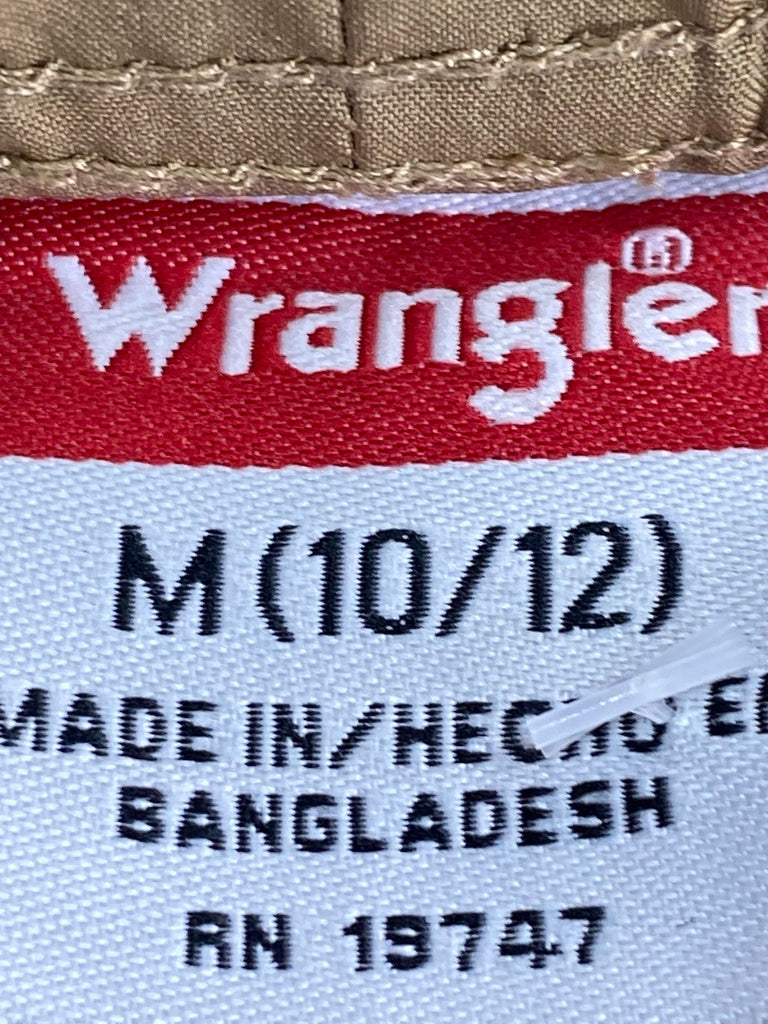 Wrangler®
M (10/12)
MADE IN/HECHO EN
BANGLADESH
RN 19747